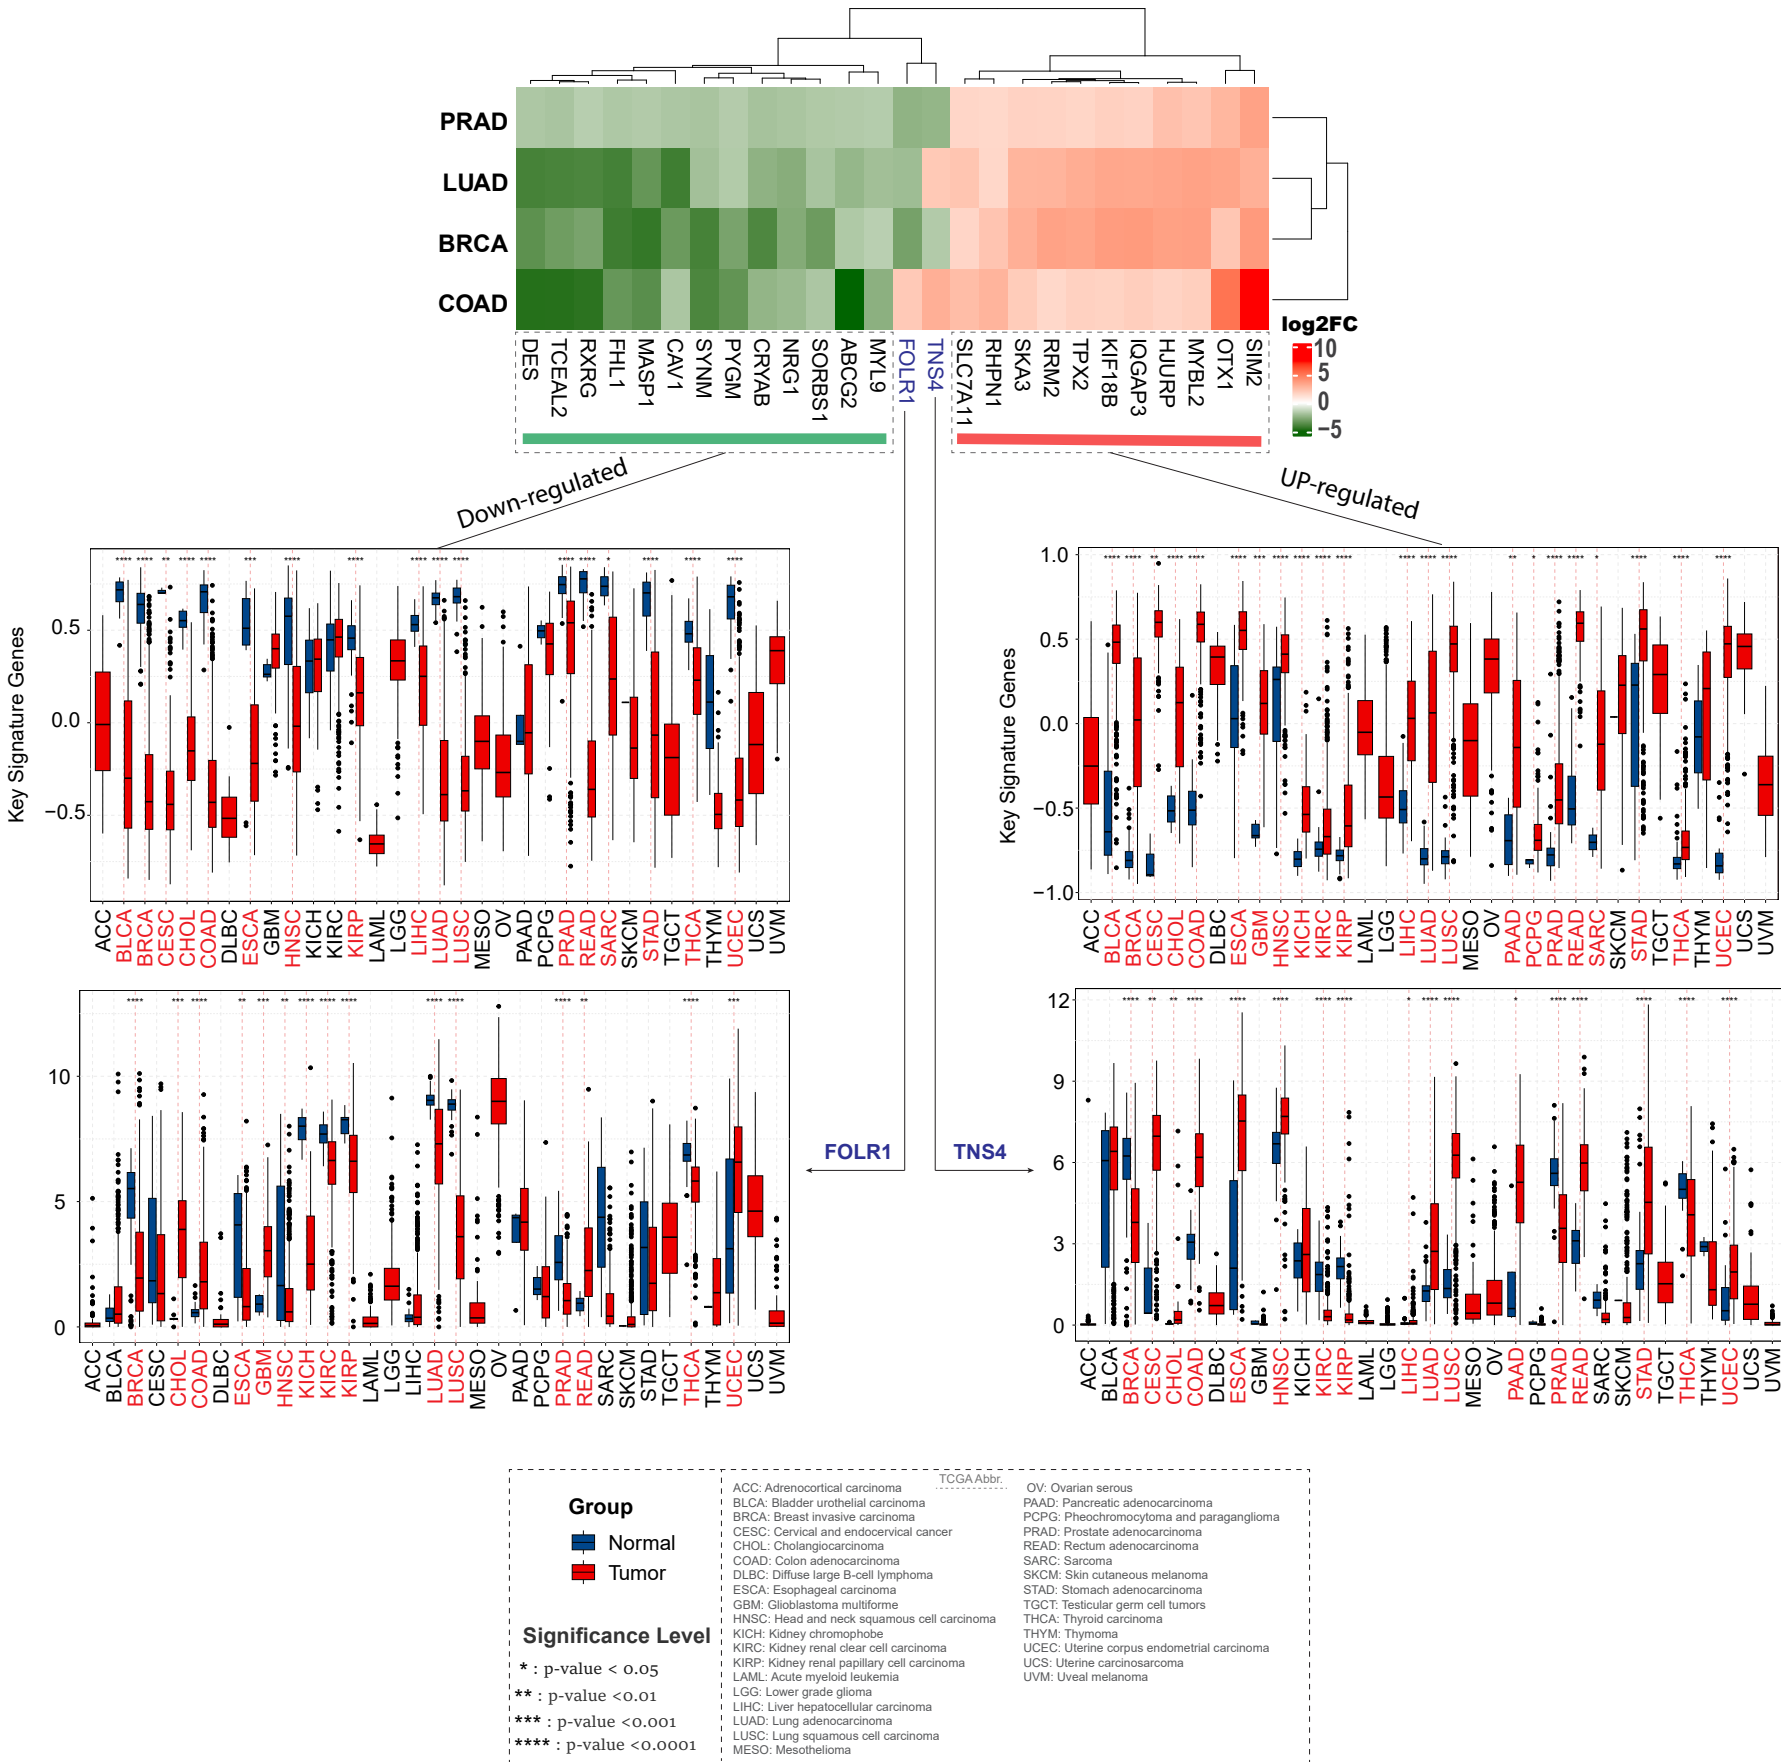 PRAD
LUAD
BRCA
COAD
DES
TCEAL2
RXRG
FHL1
MASP1
CAV1
SYNM
PYGM
CRYAB
NRG1
SORBS1
ABCG2
MYL9
FOLR1
TNS4
SLC7A11
RHPN1
SKA3
RRM2
TPX2
KIF18B
IQGAP3
HJURP
MYBL2
OTX1
SIM2
log2FC
10
5
0
−5
Down-regulated
UP-regulated
Key Signature Genes
0.5
0.0
−0.5
**** **** ** **** **** *** **** **** **** **** **** **** **** * **** **** ****
ACC
BLCA
BRCA
CESC
CHOL
COAD
DLBC
ESCA
GBM
HNSC
KICH
KIRC
KIRP
LAML
LGG
LIHC
LUAD
LUSC
MESO
OV
PAAD
PCPG
PRAD
READ
SARC
SKCM
STAD
TGCT
THCA
THYM
UCEC
UCS
UVM
Key Signature Genes
1.0
0.5
0.0
−0.5
−1.0
**** **** ** **** **** **** *** **** **** **** **** **** **** **** ** * **** **** * **** **** ****
ACC
BLCA
BRCA
CESC
CHOL
COAD
DLBC
ESCA
GBM
HNSC
KICH
KIRC
KIRP
LAML
LGG
LIHC
LUAD
LUSC
MESO
OV
PAAD
PCPG
PRAD
READ
SARC
SKCM
STAD
TGCT
THCA
THYM
UCEC
UCS
UVM
10
5
0
**** *** **** ** *** ** **** **** **** **** **** **** ** **** ***
ACC
BLCA
BRCA
CESC
CHOL
COAD
DLBC
ESCA
GBM
HNSC
KICH
KIRC
KIRP
LAML
LGG
LIHC
LUAD
LUSC
MESO
OV
PAAD
PCPG
PRAD
READ
SARC
SKCM
STAD
TGCT
THCA
THYM
UCEC
UCS
UVM
FOLR1
TNS4
12
9
6
3
0
**** ** ** **** **** **** **** **** * **** **** * **** **** **** **** ****
ACC
BLCA
BRCA
CESC
CHOL
COAD
DLBC
ESCA
GBM
HNSC
KICH
KIRC
KIRP
LAML
LGG
LIHC
LUAD
LUSC
MESO
OV
PAAD
PCPG
PRAD
READ
SARC
SKCM
STAD
TGCT
THCA
THYM
UCEC
UCS
UVM
Group
Normal
Tumor
Significance Level
* : p-value < 0.05
** : p-value <0.01
*** : p-value <0.001
**** : p-value <0.0001
TCGA Abbr.
ACC: Adrenocortical carcinoma
BLCA: Bladder urothelial carcinoma
BRCA: Breast invasive carcinoma
CESC: Cervical and endocervical cancer
CHOL: Cholangiocarcinoma
COAD: Colon adenocarcinoma
DLBC: Diffuse large B-cell lymphoma
ESCA: Esophageal carcinoma
GBM: Glioblastoma multiforme
HNSC: Head and neck squamous cell carcinoma
KICH: Kidney chromophobe
KIRC: Kidney renal clear cell carcinoma
KIRP: Kidney renal papillary cell carcinoma
LAML: Acute myeloid leukemia
LGG: Lower grade glioma
LIHC: Liver hepatocellular carcinoma
LUAD: Lung adenocarcinoma
LUSC: Lung squamous cell carcinoma
MESO: Mesothelioma
OV: Ovarian serous
PAAD: Pancreatic adenocarcinoma
PCPG: Pheochromocytoma and paraganglioma
PRAD: Prostate adenocarcinoma
READ: Rectum adenocarcinoma
SARC: Sarcoma
SKCM: Skin cutaneous melanoma
STAD: Stomach adenocarcinoma
TGCT: Testicular germ cell tumors
THCA: Thyroid carcinoma
THYM: Thymoma
UCEC: Uterine corpus endometrial carcinoma
UCS: Uterine carcinosarcoma
UVM: Uveal melanoma